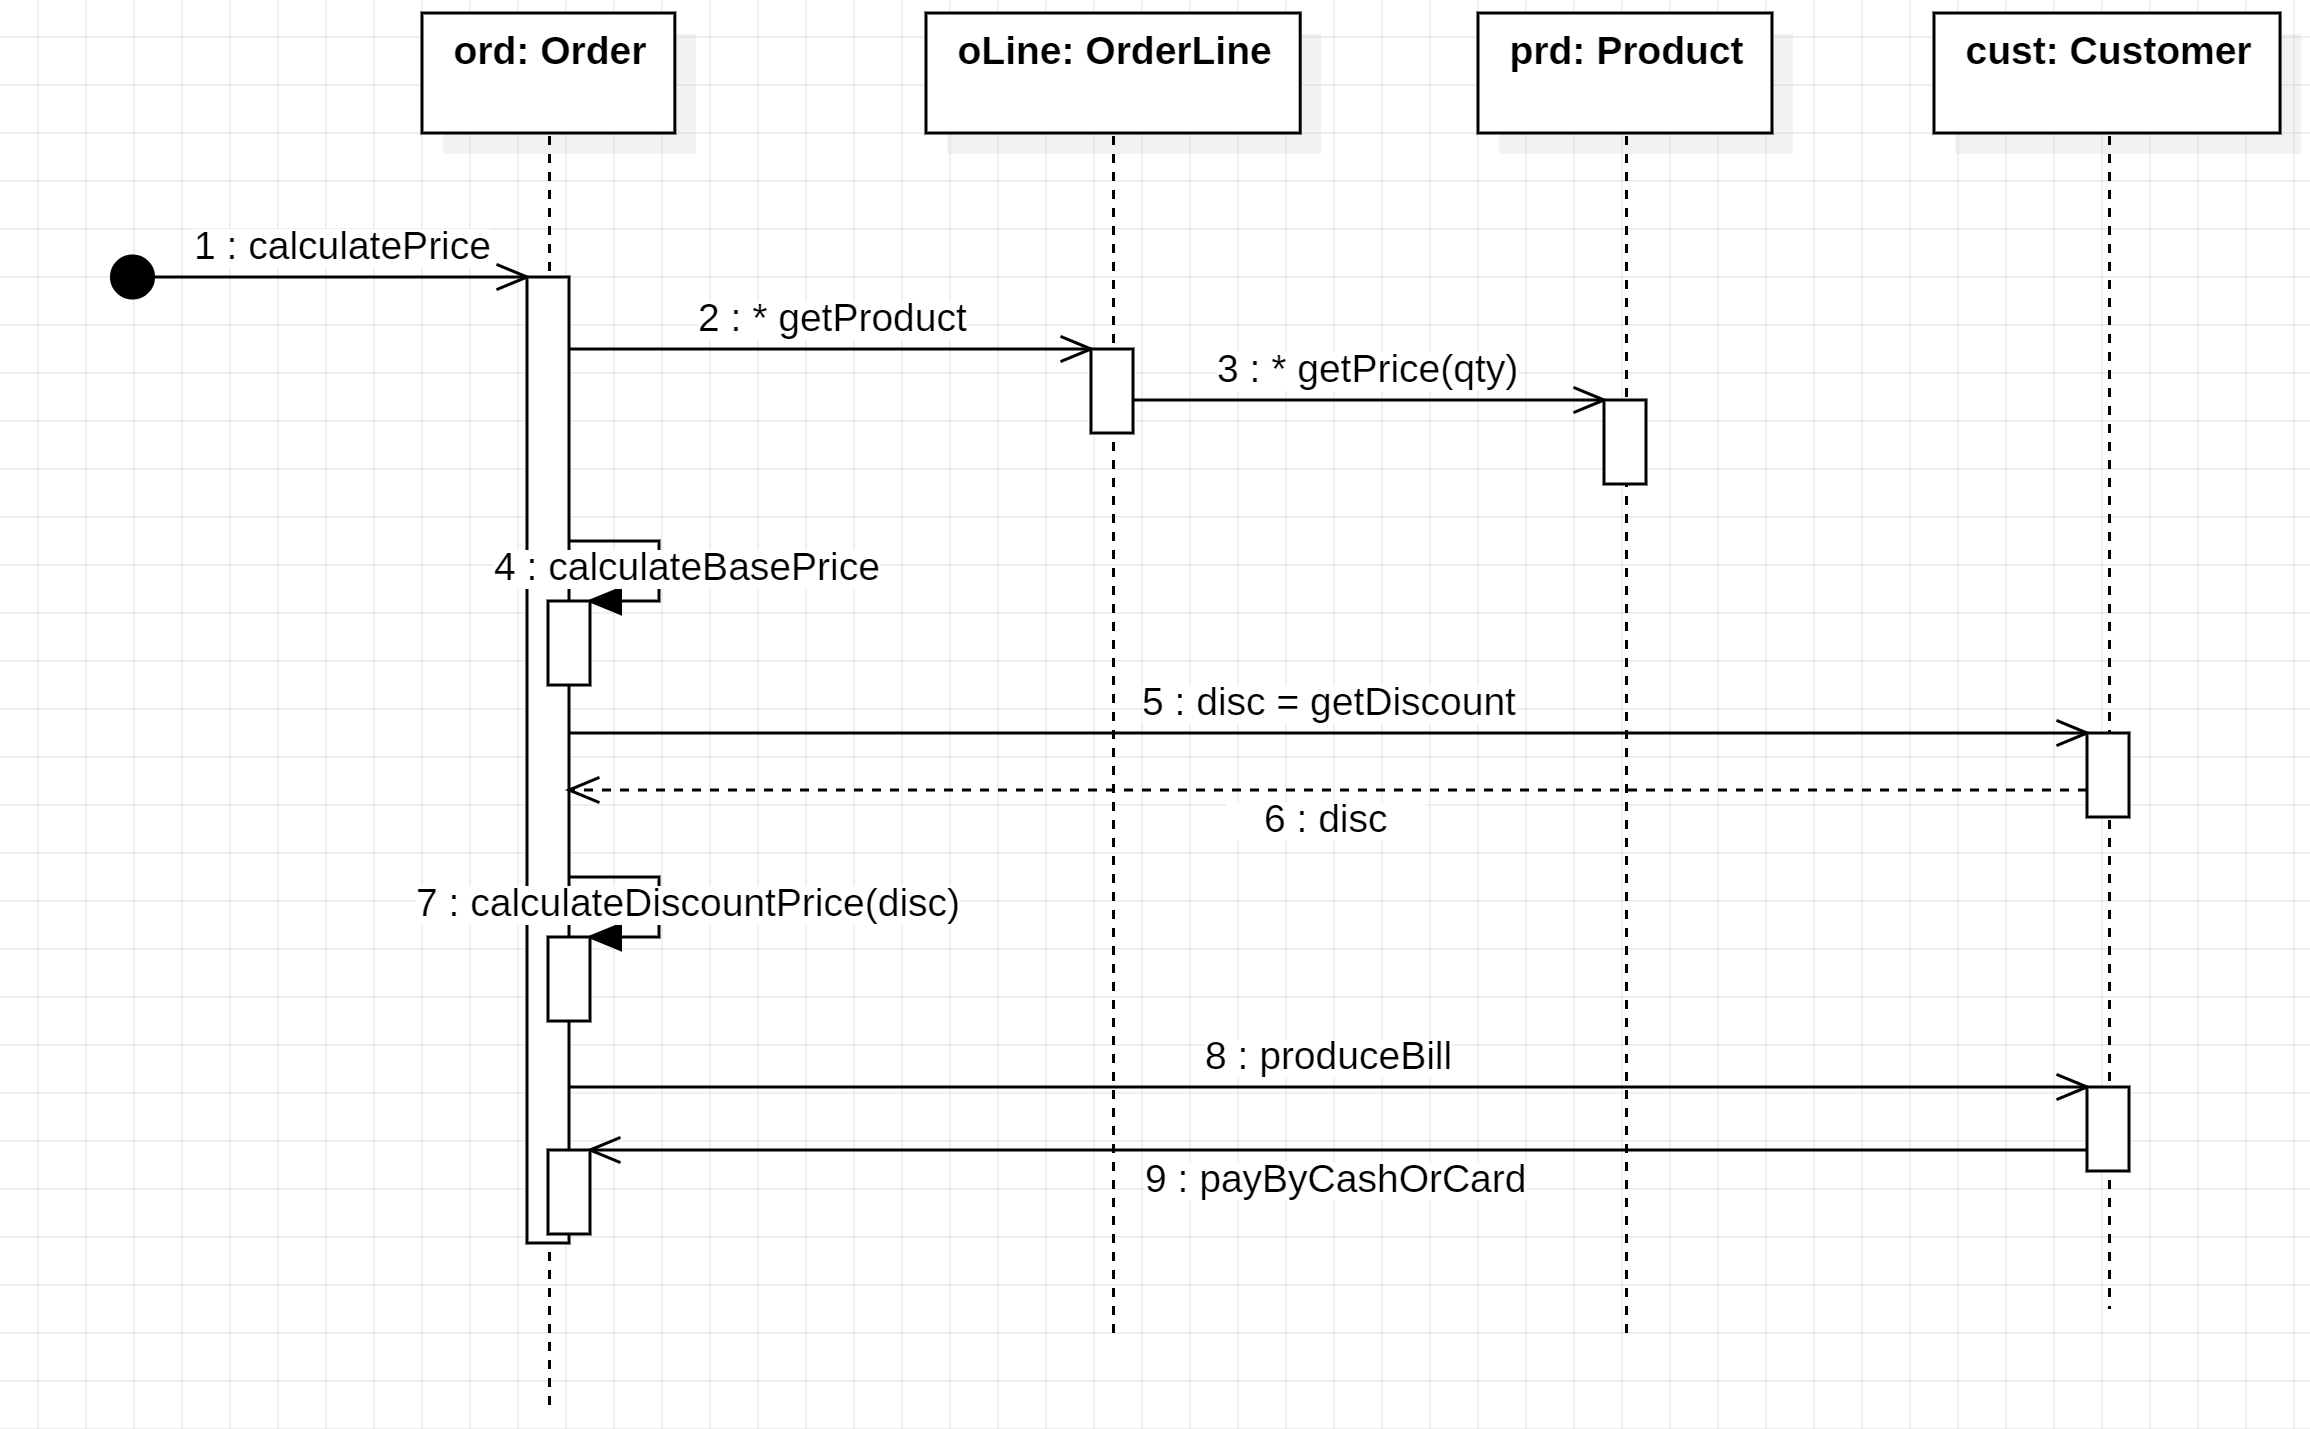 ord: Order
oLine: OrderLine
prd: Product
cust: Customer
1 : calculatePrice
2 : * getProduct
3 : * getPrice(qty)
4 : calculateBasePrice
5 : disc = getDiscount
6 : disc
7 : calculateDiscountPrice(disc)
8 : produceBill
9 : payByCashOrCard